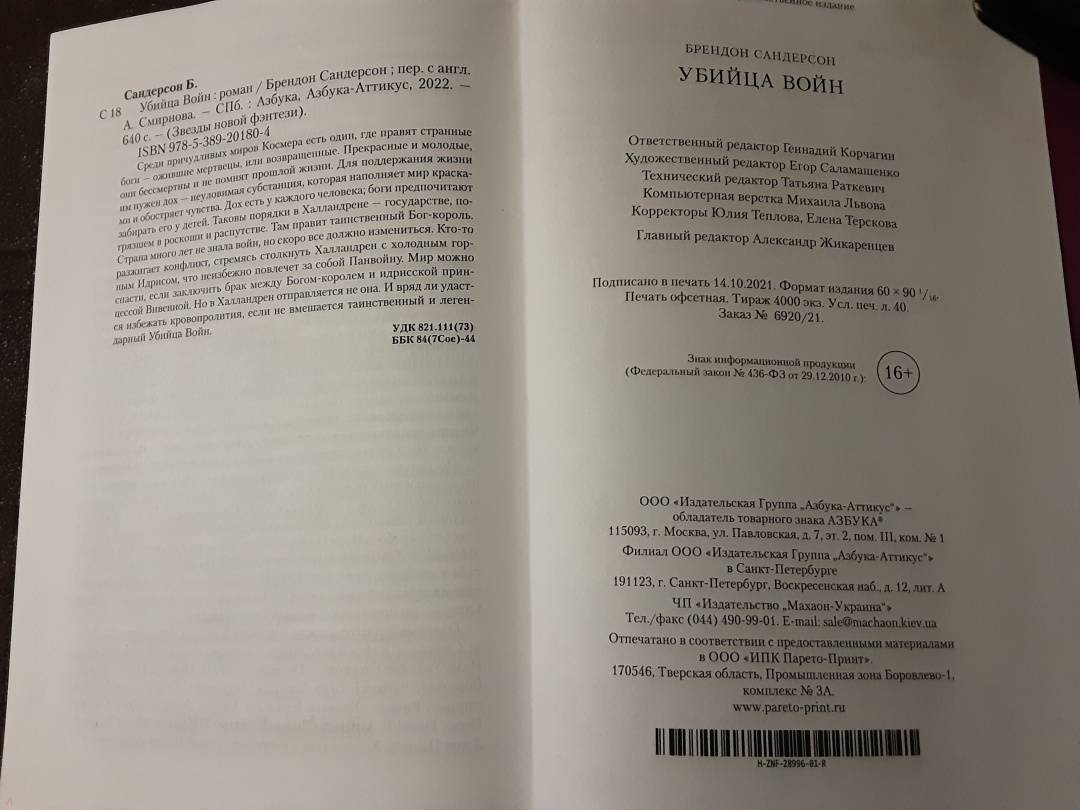 Сандерсон Б.
С 18 Убийца Войн : роман / Брендон Сандерсон ; пер. с англ.
А. Смирнова. — СПб. : Азбука, Азбука-Аттикус, 2022. —
640 с. — (Звезды новой фэнтези).
ISBN 978-5-389-20180-4
Среди причудливых миров Космера есть один, где правят странные
боги — ожившие мертвецы, или возвращенные. Прекрасные и молодые,
они бессмертны и не помнят прошлой жизни. Для поддержания жизни
им нужен дох — неуловимая субстанция, которая наполняет мир краска-
ми и обостряет чувства. Дох есть у каждого человека; боги предпочитают
забирать его у детей. Таковы порядки в Халландрене — государстве, по-
грязшем в роскоши и распутстве. Там правит таинственный Бог-король.
Страна много лет не знала войн, но скоро все должно измениться. Кто-то
разжигает конфликт, стремясь столкнуть Халландрен с холодным гор-
ным Идрисом, что неизбежно повлечет за собой Панвойну. Мир можно
спасти, если заключить брак между Богом-королем и идрисской прин-
цессой Вивенной. Но в Халландрен отправляется не она. И вряд ли удаст-
ся избежать кровопролития, если не вмешается таинственный и леген-
дарный Убийца Войн.
УДК 821.111(73)
ББК 84(7Сое)-44
издание
БРЕНДОН САНДЕРСОН
УБИЙЦА ВОЙН
Ответственный редактор Геннадий Корчагин
Художественный редактор Егор Саламашенко
Технический редактор Татьяна Раткевич
Компьютерная верстка Михаила Львова
Корректоры Юлия Теплова, Елена Терскова
Главный редактор Александр Жикаренцев
Подписано в печать 14.10.2021. Формат издания 60 × 90 1/16.
Печать офсетная. Тираж 4000 экз. Усл. печ. л. 40.
Заказ № 6920/21.
Знак информационной продукции
(Федеральный закон № 436-ФЗ от 29.12.2010 г.):
16+
ООО «Издательская Группа „Азбука-Аттикус“» —
обладатель товарного знака АЗБУКА®
115093, г. Москва, ул. Павловская, д. 7, эт. 2, пом. III, ком. № 1
Филиал ООО «Издательская Группа „Азбука-Аттикус“»
в Санкт-Петербурге
191123, г. Санкт-Петербург, Воскресенская наб., д. 12, лит. А
ЧП «Издательство „Махаон-Украина“»
Тел./факс (044) 490-99-01. E-mail: sale@machaon.kiev.ua
Отпечатано в соответствии с предоставленными материалами
в ООО «ИПК Парето-Принт».
170546, Тверская область, Промышленная зона Боровлево-1,
комплекс № 3А.
www.pareto-print.ru
H-ZNF-28996-01-R